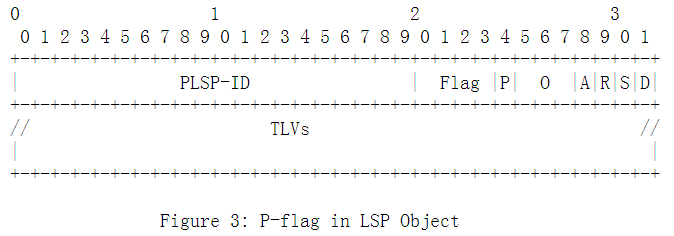 0                   1                   2                   3
 0 1 2 3 4 5 6 7 8 9 0 1 2 3 4 5 6 7 8 9 0 1 2 3 4 5 6 7 8 9 0 1
+-+-+-+-+-+-+-+-+-+-+-+-+-+-+-+-+-+-+-+-+-+-+-+-+-+-+-+-+-+-+-+-+
|                PLSP-ID                |  Flag |P|  O  |A|R|S|D|
+-+-+-+-+-+-+-+-+-+-+-+-+-+-+-+-+-+-+-+-+-+-+-+-+-+-+-+-+-+-+-+-+
//                        TLVs                                 //
|                                                               |
+-+-+-+-+-+-+-+-+-+-+-+-+-+-+-+-+-+-+-+-+-+-+-+-+-+-+-+-+-+-+-+-+
Figure 3: P-flag in LSP Object